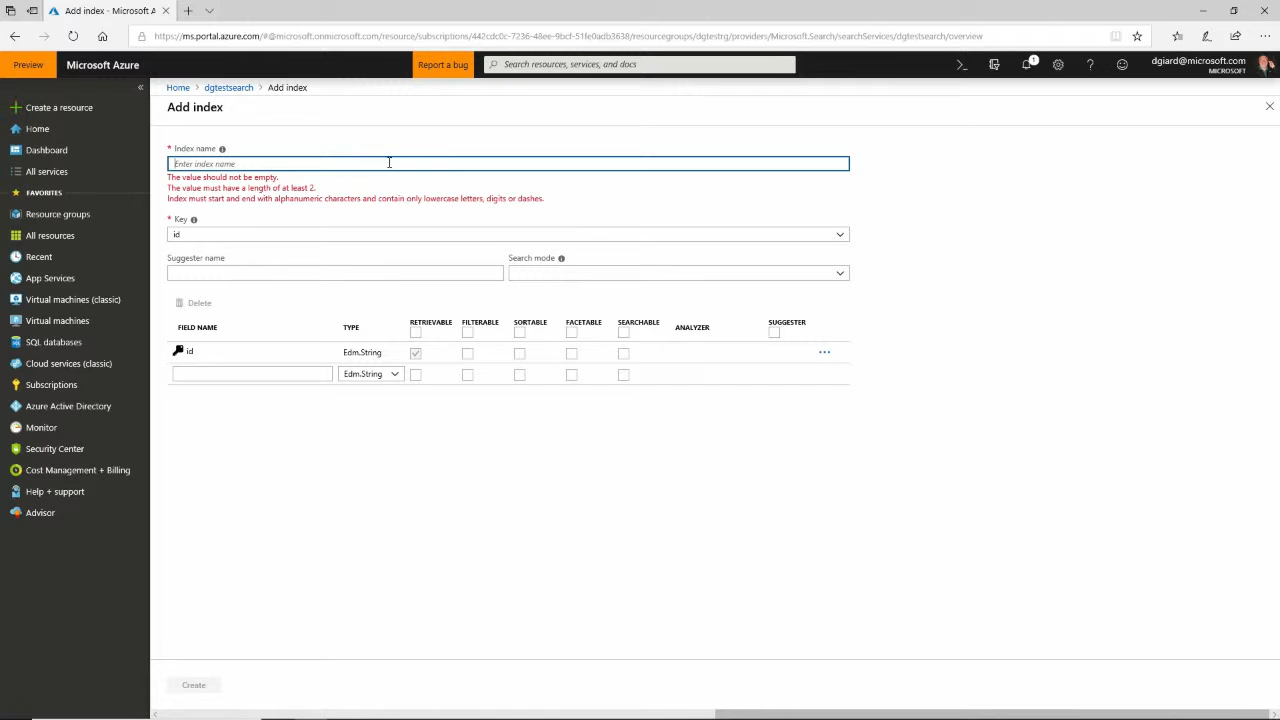 Add index - Microsoft A
https://ms.portal.azure.com/resource/subscriptions/442cdc0c-7236-48ee-9bcf-51fe0adb3638/resourcegroups/dgtestrg/providers/Microsoft.Search/searchServices/dgtestsearch/overview
Preview
Microsoft Azure
Report a bug
Search resources, services, and docs
1
dgiard@microsoft.com
MICROSOFT
Create a resource
Home
Dashboard
All services
FAVORITES
Resource groups
All resources
Recent
App Services
Virtual machines (classic)
Virtual machines
SQL databases
Cloud services (classic)
Subscriptions
Azure Active Directory
Monitor
Security Center
Cost Management + Billing
Help + support
Advisor
Home > dgtestsearch > Add index
Add index
* Index name
Enter index name
The value should not be empty.
The value must have a length of at least 2.
Index must start and end with alphanumeric characters and contain only lowercase letters, digits or dashes.
* Key
id
Suggester name Search mode
Delete
FIELD NAME TYPE RETRIEVABLE FILTERABLE SORTABLE FACETABLE SEARCHABLE ANALYZER SUGGESTER
id Edm.String
Edm.String
Create